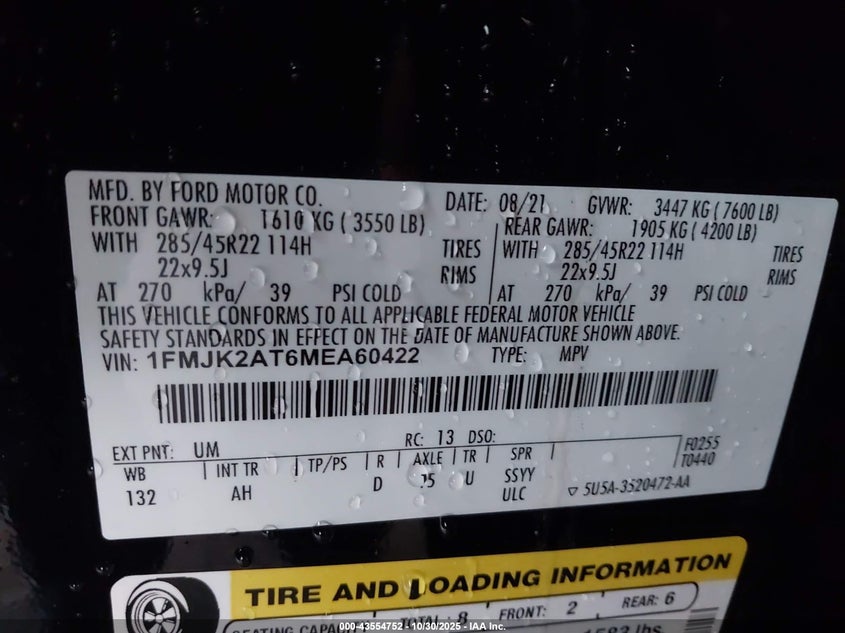 MFD. BY FORD MOTOR CO. DATE: 08/21 GVWR: 3447 KG ( 7600 LB)
FRONT GAWR: 1610 KG ( 3550 LB) REAR GAWR: 1905 KG ( 4200 LB)
WITH 285/45R22 114H TIRES WITH 285/45R22 114H TIRES
22x9.5J RIMS 22x9.5J RIMS
AT 270 kPa/ 39 PSI COLD AT 270 kPa/ 39 PSI COLD
THIS VEHICLE CONFORMS TO ALL APPLICABLE FEDERAL MOTOR VEHICLE
SAFETY STANDARDS IN EFFECT ON THE DATE OF MANUFACTURE SHOWN ABOVE.
VIN: 1FMJK2AT6MEA60422 TYPE: MPV
EXT PNT: UM RC: 13 DSO: F0255
T0440
WB INT TR TP/PS R AXLE TR SPR
132 AH D U SSYY
ULC ▽ 5U5A-3520472-AA
TIRE AND LOADING INFORMATION
SEATING CAPACITY TOTAL: 8 FRONT: 2 REAR: 6
lbs
000-43554752 - 10/30/2025 - IAA Inc.